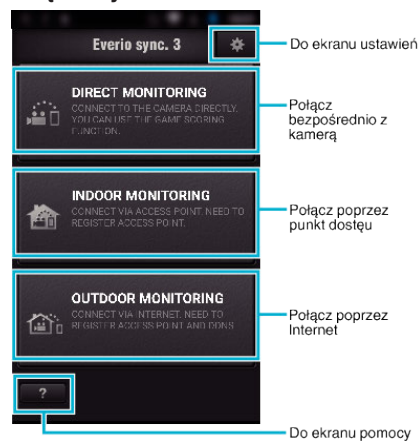 Everio sync. 3
Do ekranu ustawień
DIRECT MONITORING
CONNECT TO THE CAMERA DIRECTLY.
YOU CAN USE THE GAME SCORING
FUNCTION.
Połącz
bezpośrednio z
kamerą
INDOOR MONITORING
CONNECT VIA ACCESS POINT. NEED TO
REGISTER ACCESS POINT.
Połącz poprzez
punkt dostępu
OUTDOOR MONITORING
CONNECT VIA INTERNET. NEED TO
REGISTER ACCESS POINT AND DDNS
Połącz poprzez
Internet
?
Do ekranu pomocy